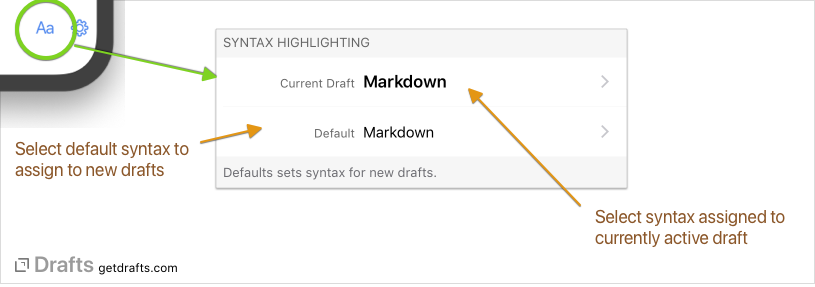 Aa
SYNTAX HIGHLIGHTING
Current Draft Markdown
Default Markdown
Defaults sets syntax for new drafts.
Select default syntax to
assign to new drafts
Select syntax assigned to
currently active draft
Drafts getdrafts.com